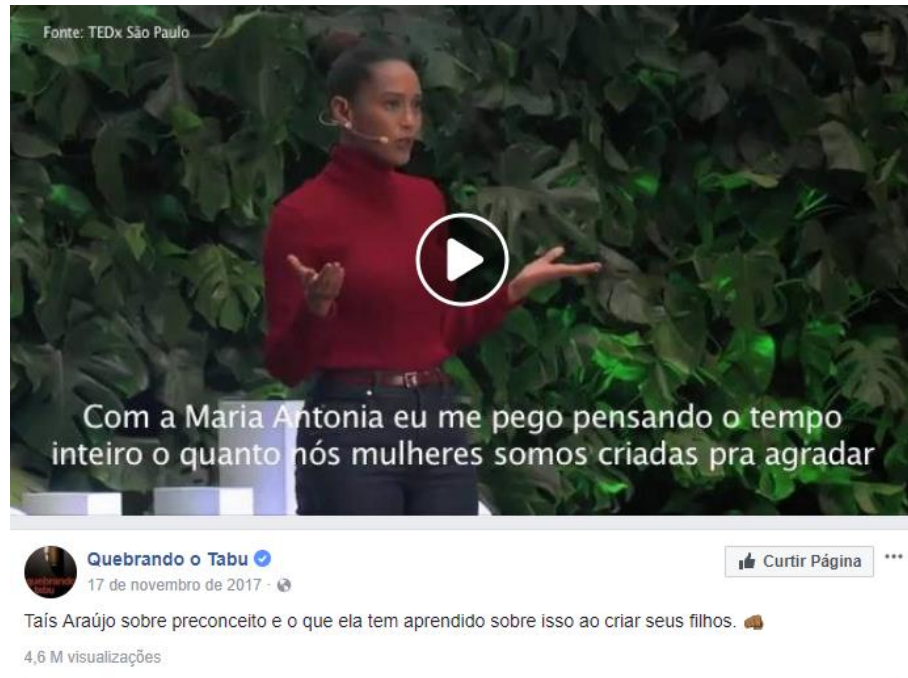 Fonte: TEDx São Paulo
Com a Maria Antonia eu me pego pensando o tempo
inteiro o quanto nós mulheres somos criadas pra agradar
quebrando
tabu
Quebrando o Tabu
Curtir Página
17 de novembro de 2017
Taís Araújo sobre preconceito e o que ela tem aprendido sobre isso ao criar seus filhos.
4,6 M visualizações